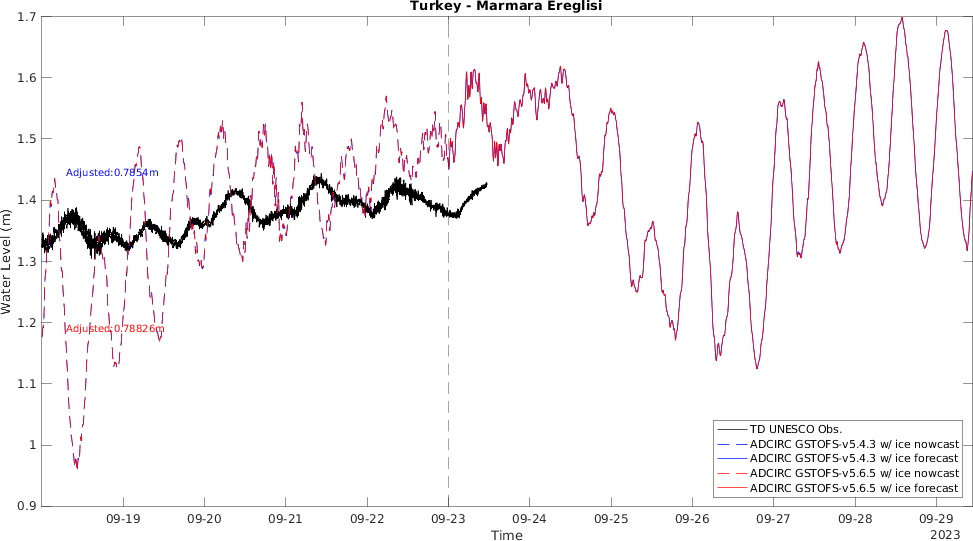 Turkey - Marmara Ereglisi
1.7
1.6
1.5
1.4
1.3
1.2
1.1
1
0.9
Water Level (m)
Adjusted:0.7854m
Adjusted:0.78826m
TD UNESCO Obs.
ADCIRC GSTOFS-v5.4.3 w/ ice nowcast
ADCIRC GSTOFS-v5.4.3 w/ ice forecast
ADCIRC GSTOFS-v5.6.5 w/ ice nowcast
ADCIRC GSTOFS-v5.6.5 w/ ice forecast
09-19 09-20 09-21 09-22 09-23 09-24 09-25 09-26 09-27 09-28 09-29
2023
Time